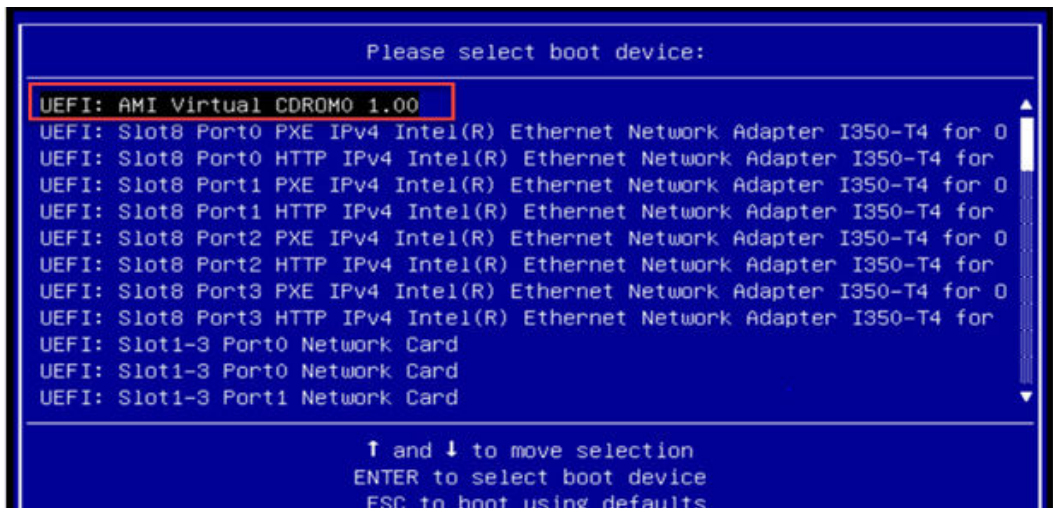 Please select boot device:
UEFI: AMI Virtual CDROM0 1.00
UEFI: Slot8 Port0 PXE IPv4 Intel(R) Ethernet Network Adapter I350-T4 for O
UEFI: Slot8 Port0 HTTP IPv4 Intel(R) Ethernet Network Adapter I350-T4 for
UEFI: Slot8 Port1 PXE IPv4 Intel(R) Ethernet Network Adapter I350-T4 for O
UEFI: Slot8 Port1 HTTP IPv4 Intel(R) Ethernet Network Adapter I350-T4 for
UEFI: Slot8 Port2 PXE IPv4 Intel(R) Ethernet Network Adapter I350-T4 for O
UEFI: Slot8 Port2 HTTP IPv4 Intel(R) Ethernet Network Adapter I350-T4 for
UEFI: Slot8 Port3 PXE IPv4 Intel(R) Ethernet Network Adapter I350-T4 for O
UEFI: Slot8 Port3 HTTP IPv4 Intel(R) Ethernet Network Adapter I350-T4 for
UEFI: Slot1-3 Port0 Network Card
UEFI: Slot1-3 Port0 Network Card
UEFI: Slot1-3 Port1 Network Card
↑ and ↓ to move selection
ENTER to select boot device
ESC to boot using defaults